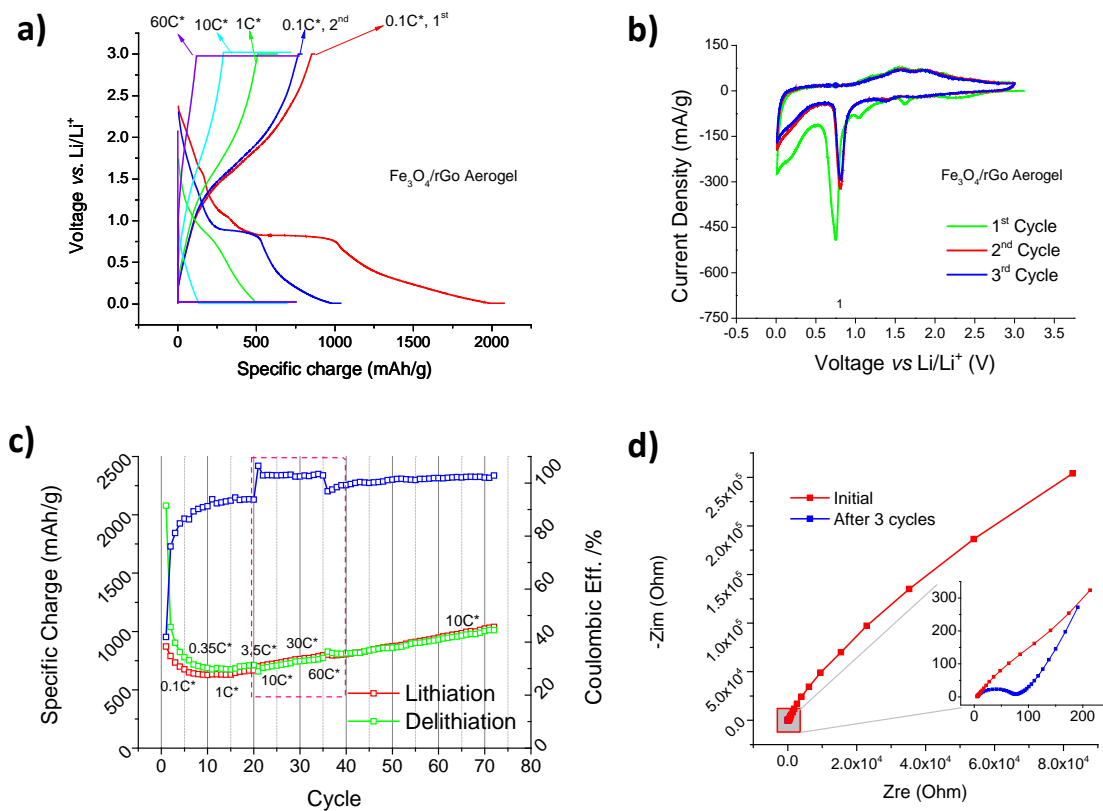 a)
60C*
10C*
1C*
0.1C*, 2nd
0.1C*, 1st
3.0
2.5
2.0
1.5
1.0
0.5
0.0
Voltage vs. Li/Li+
Fe3O4/rGo Aerogel
0
500
1000
1500
2000
Specific charge (mAh/g)
b)
150
0
-150
-300
-450
-600
-750
Current Density (mA/g)
Fe3O4/rGo Aerogel
1st Cycle
2nd Cycle
3rd Cycle
1
-0.5
0.0
0.5
1.0
1.5
2.0
2.5
3.0
3.5
Voltage vs Li/Li+ (V)
c)
2500
2000
1500
1000
500
0
Specific Charge (mAh/g)
100
80
60
40
20
0
Coulombic Eff. /%
0.1C*
0.35C*
1C*
3.5C*
10C*
30C*
60C*
10C*
Lithiation
Delithiation
0
10
20
30
40
50
60
70
80
Cycle
d)
2.5x10^5
2.0x10^5
1.5x10^5
1.0x10^5
5.0x10^4
0.0
-Zim (Ohm)
Initial
After 3 cycles
300
200
100
0
0
100
200
0.0
2.0x10^4
4.0x10^4
6.0x10^4
8.0x10^4
Zre (Ohm)